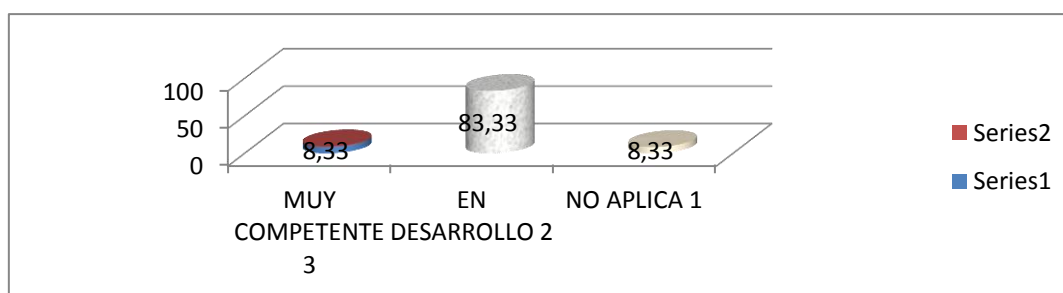 100
50
0
8,33
83,33
8,33
MUY
COMPETENTE
3
EN
DESARROLLO 2
NO APLICA 1
Series2
Series1